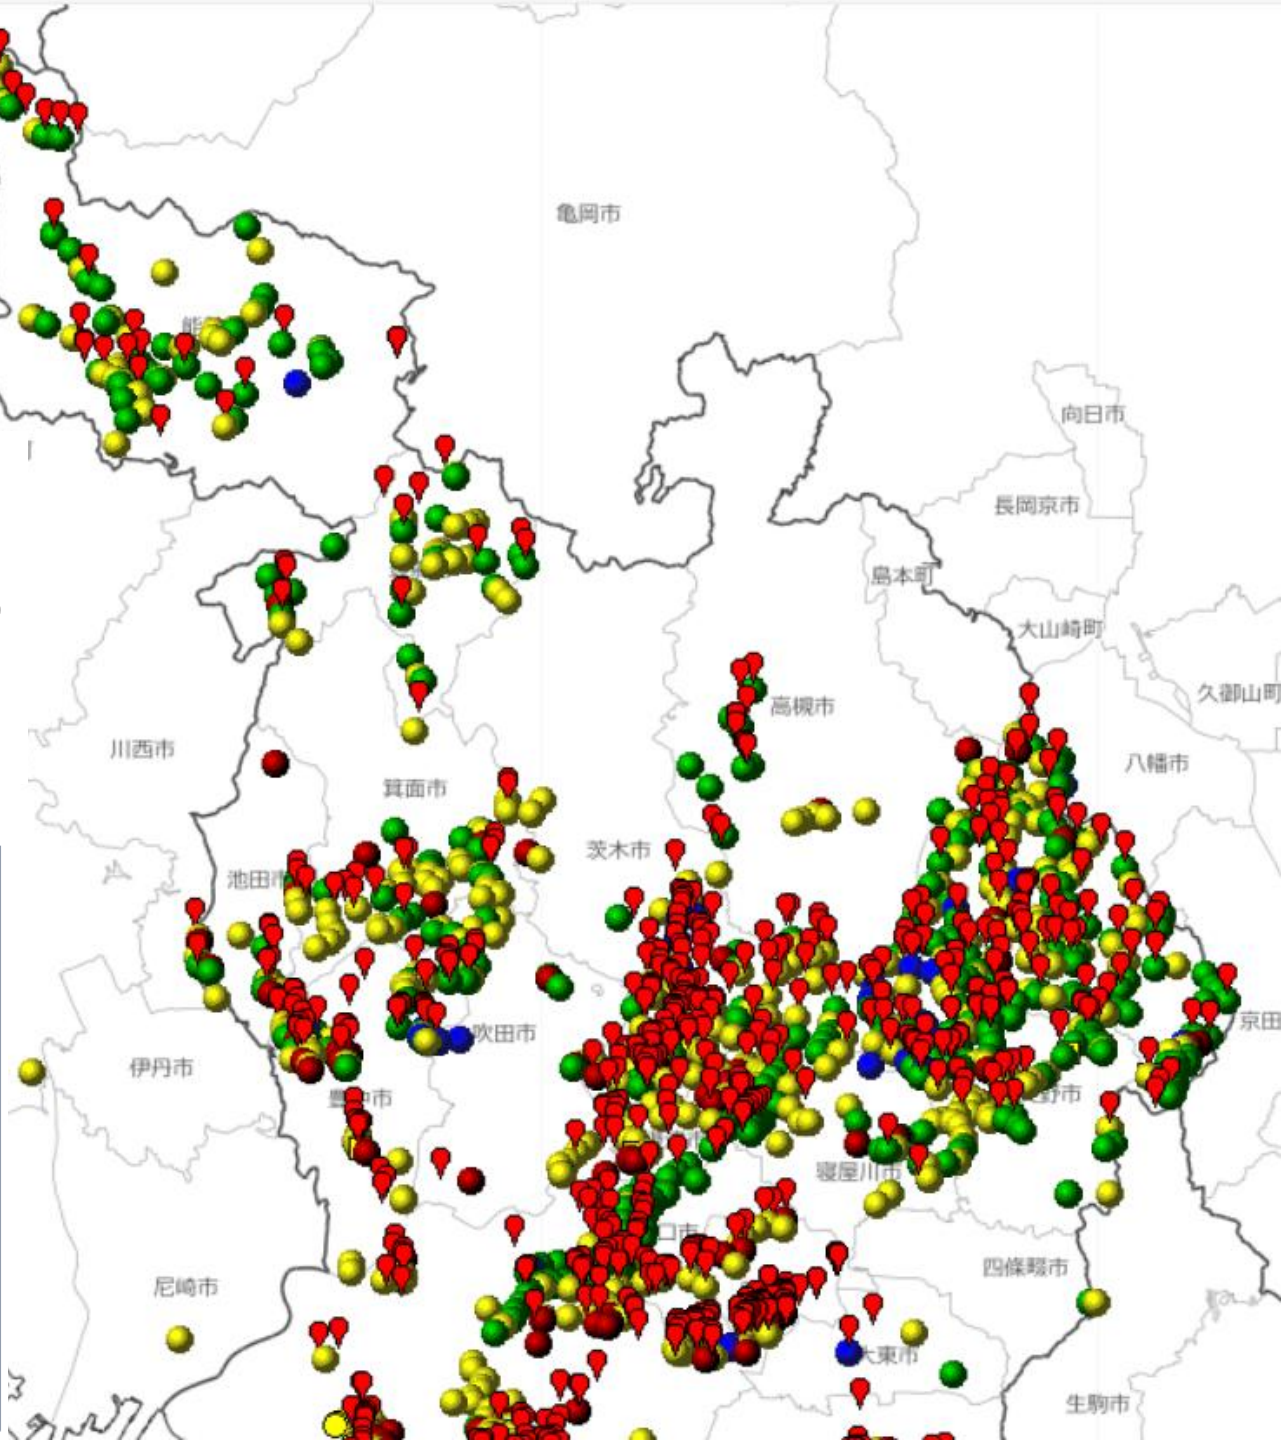 亀岡市
向日市
長岡京市
島本町
大山崎町
久御山町
高槻市
川西市
八幡市
箕面市
茨木市
池田市
吹田市
伊丹市
寝屋川市
口市
四條畷市
尼崎市
大東市
生駒市